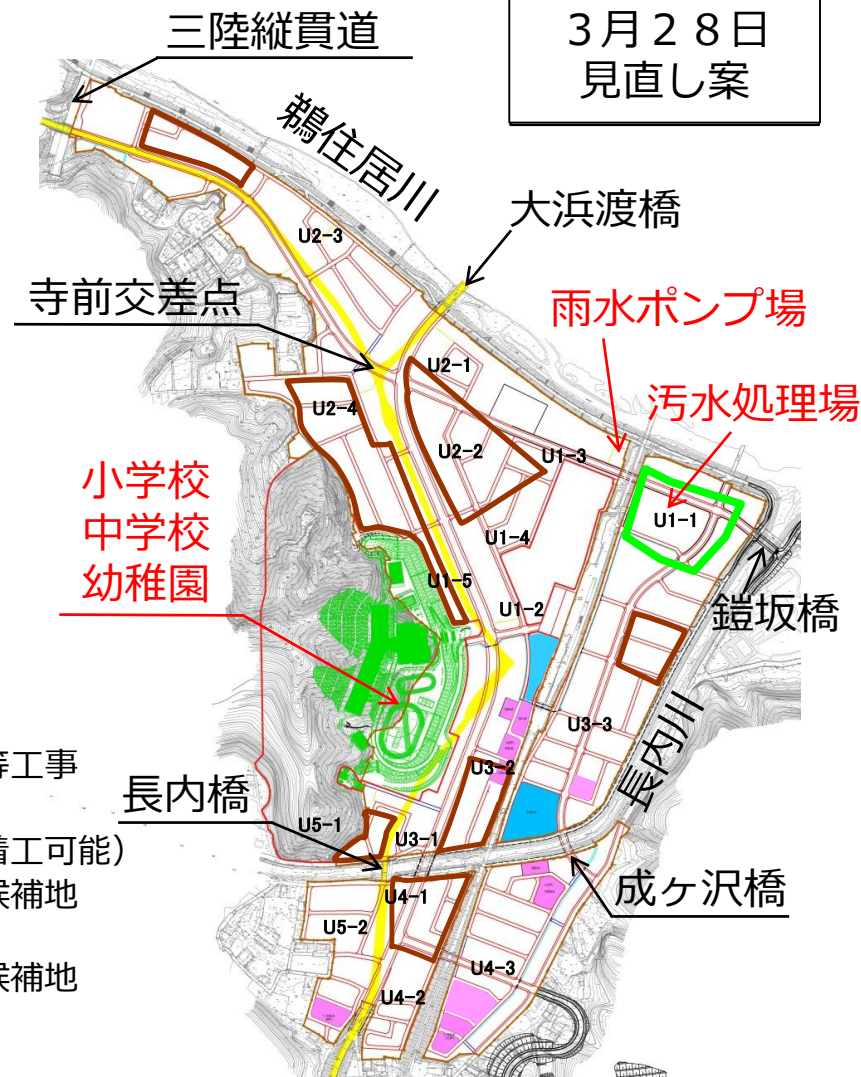 ３月２８日
見直し案
三陸縦貫道
鵜住居川
大浜渡橋
U2-3
寺前交差点
雨水ポンプ場
U2-1
汚水処理場
U2-4
U2-2
U1-3
小学校
中学校
幼稚園
U1-1
U1-4
U1-5
U1-2
鎧坂橋
U3-3
長内川
U3-2
等工事
長内橋
U5-1
U3-1
着工可能）
候補地
U4-1
成ヶ沢橋
U5-2
候補地
U4-3
U4-2